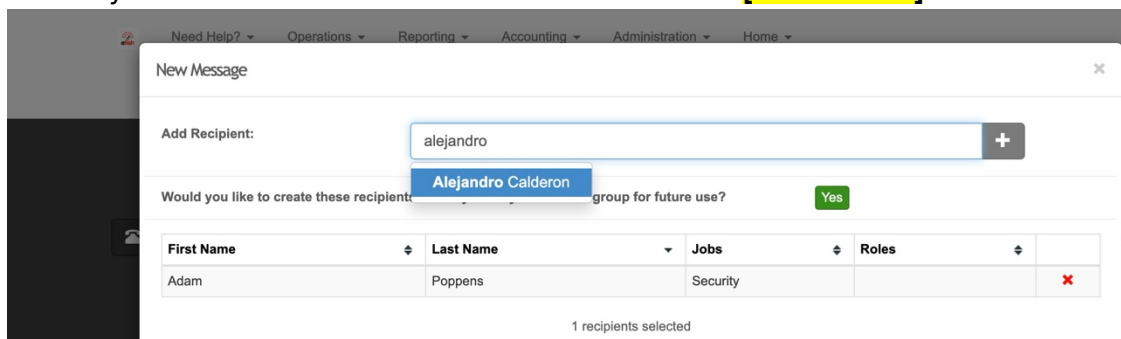 Need Help? Operations Reporting Accounting Administration Home
New Message ×
Add Recipient: alejandro +
Alejandro Calderon
Would you like to create these recipient group for future use? Yes
First Name Last Name Jobs Roles
Adam Poppens Security
1 recipients selected